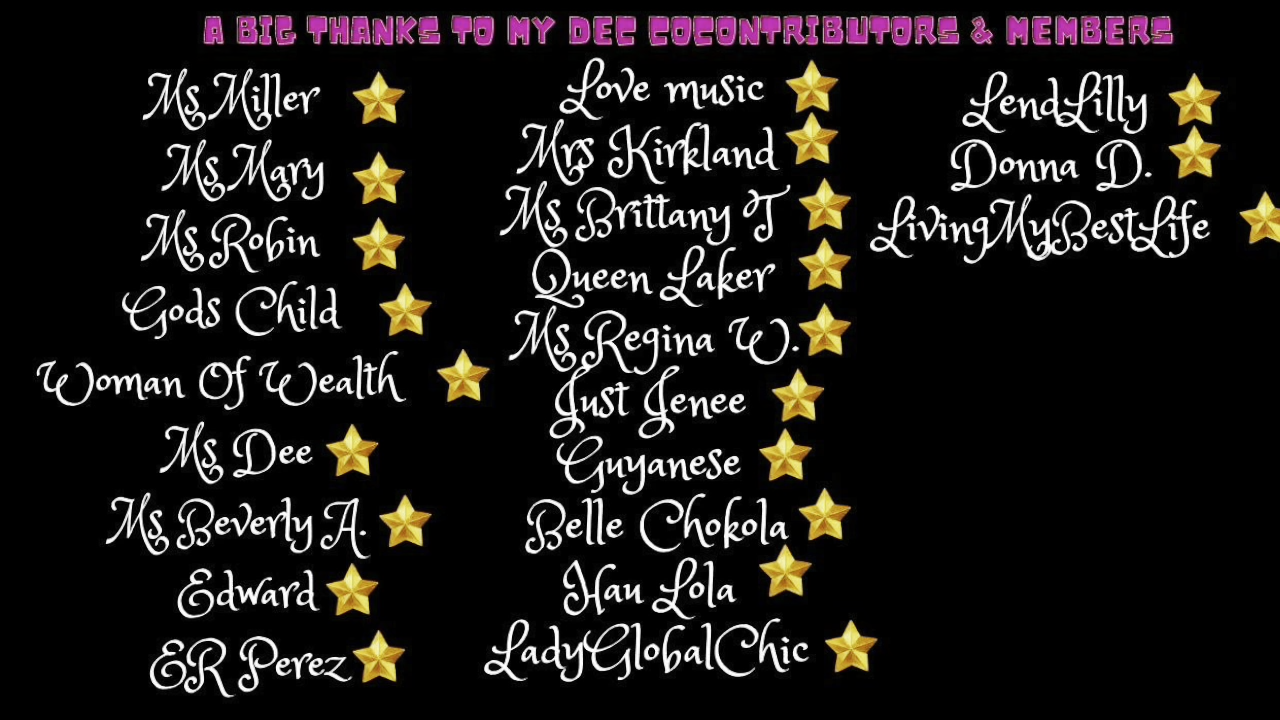 A BIG THANKS TO MY DEC COCONTRIBUTORS & MEMBERS
Ms Miller
Ms Mary
Ms Robin
Gods Child
Woman Of Wealth
Ms Dee
Ms Beverly A.
Edward
ER Perez
Love music
Mrs Kirkland
Ms Brittany T
Queen Laker
Ms Regina W.
Just Jenee
Guyanese
Belle Chokola
Hau Lola
LadyGlobalChic
LendLilly
Donna D.
LivingMyBestLife